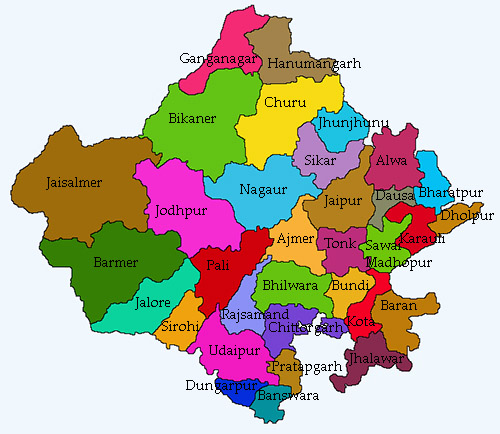 Ganganagar
Hanumangarh
Churu
Bikaner
Jhunjhunu
Sikar
Alwa
Jaisalmer
Nagaur
Jaipur
Dausa
Bharatpur
Jodhpur
Dholpur
Ajmer
Tonk
Sawai
Madhopur
Karauli
Barmer
Pali
Bhilwara
Bundi
Jalore
Rajsamand
Baran
Sirohi
Chittorgarh
Kota
Udaipur
Jhalawar
Pratapgarh
Dungarpur
Banswara